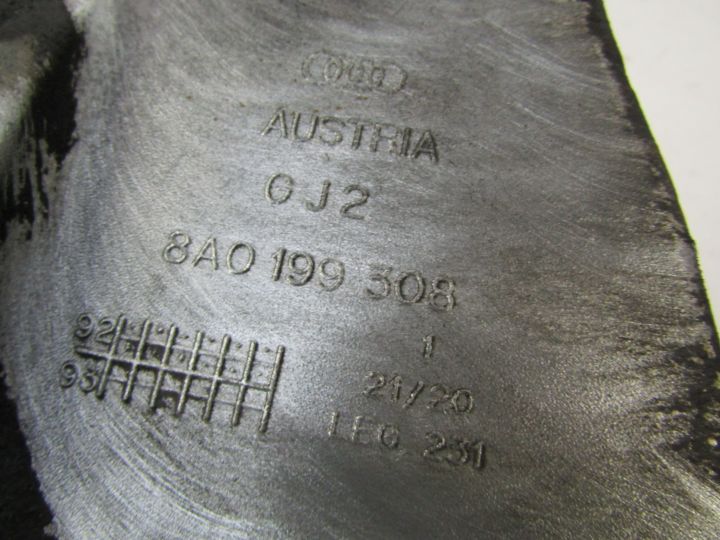 AUSTRIA
GJ2
8A0 199 308
92
93
1
21/20
LEG 231